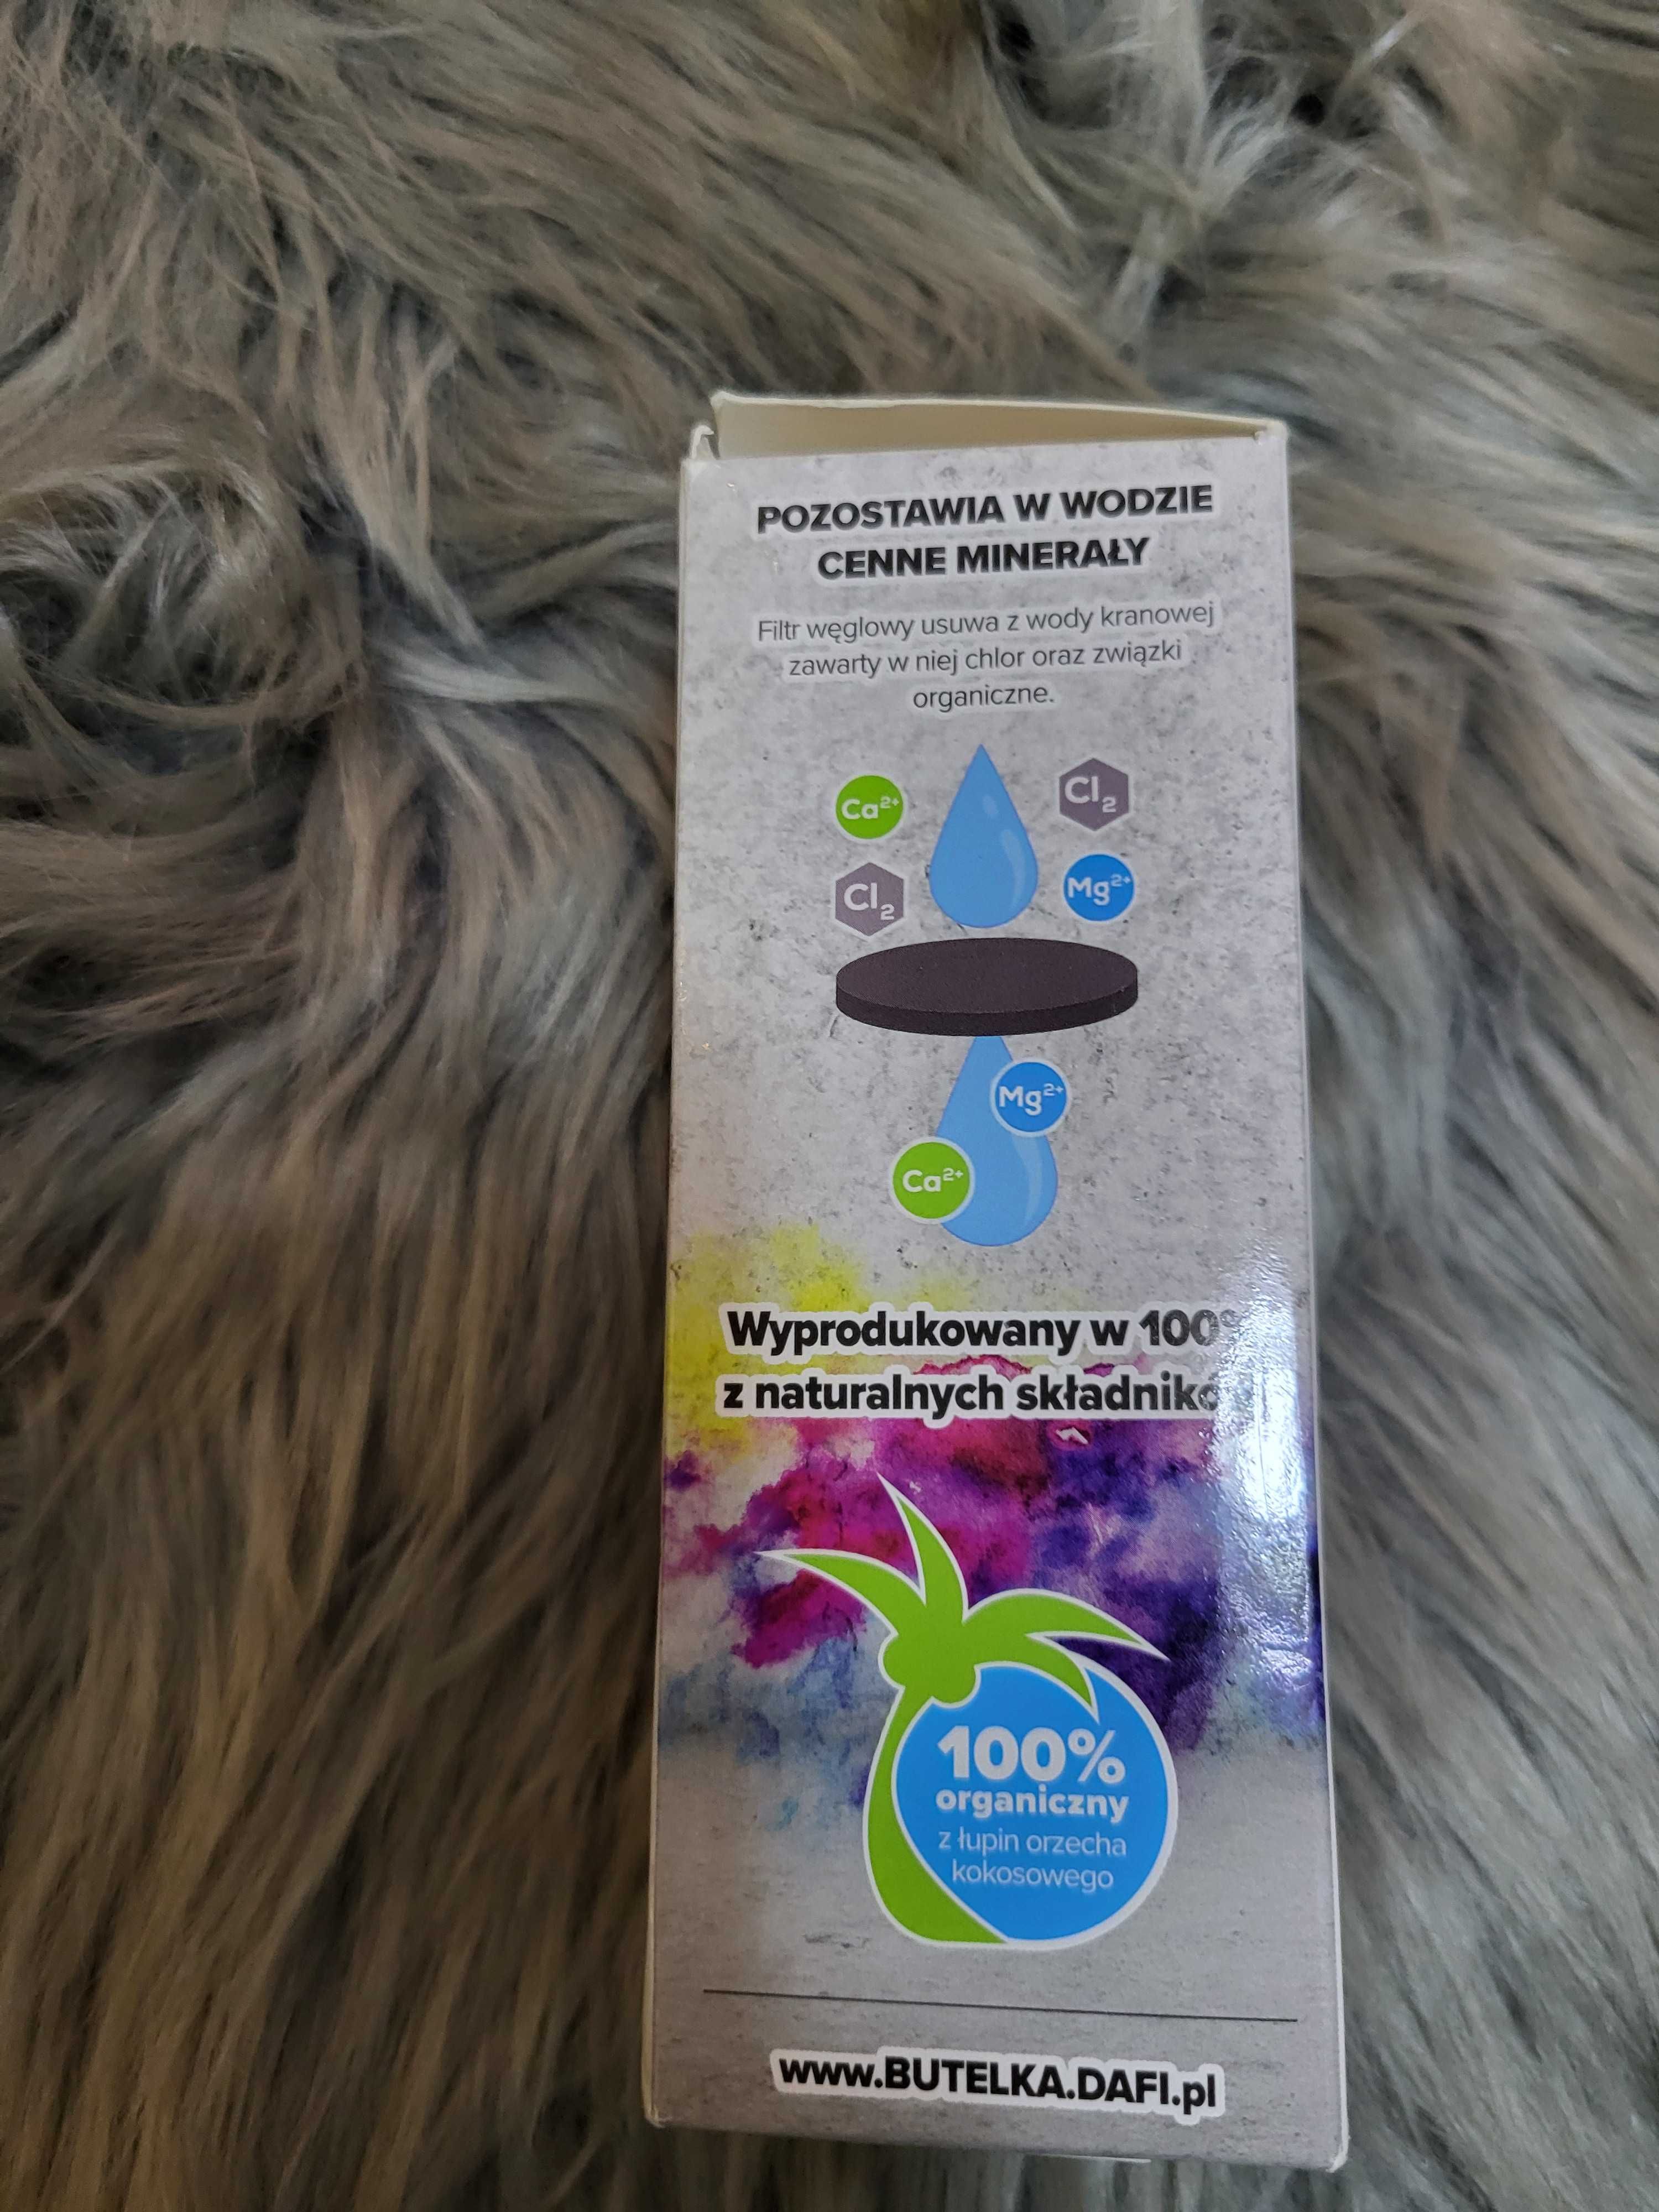 POZOSTAWIA W WODZIE
CENNE MINERAŁY
Filtr węglowy usuwa z wody kranowej
zawarty w niej chlor oraz związki
organiczne.
Ca²⁺
Cl₂
Cl₂
Mg²⁺
Mg²⁺
Ca²⁺
Wyprodukowany w 100%
z naturalnych
100%
organiczny
z łupin orzecha
kokosowego
www.BUTELKA.DAFI.pl